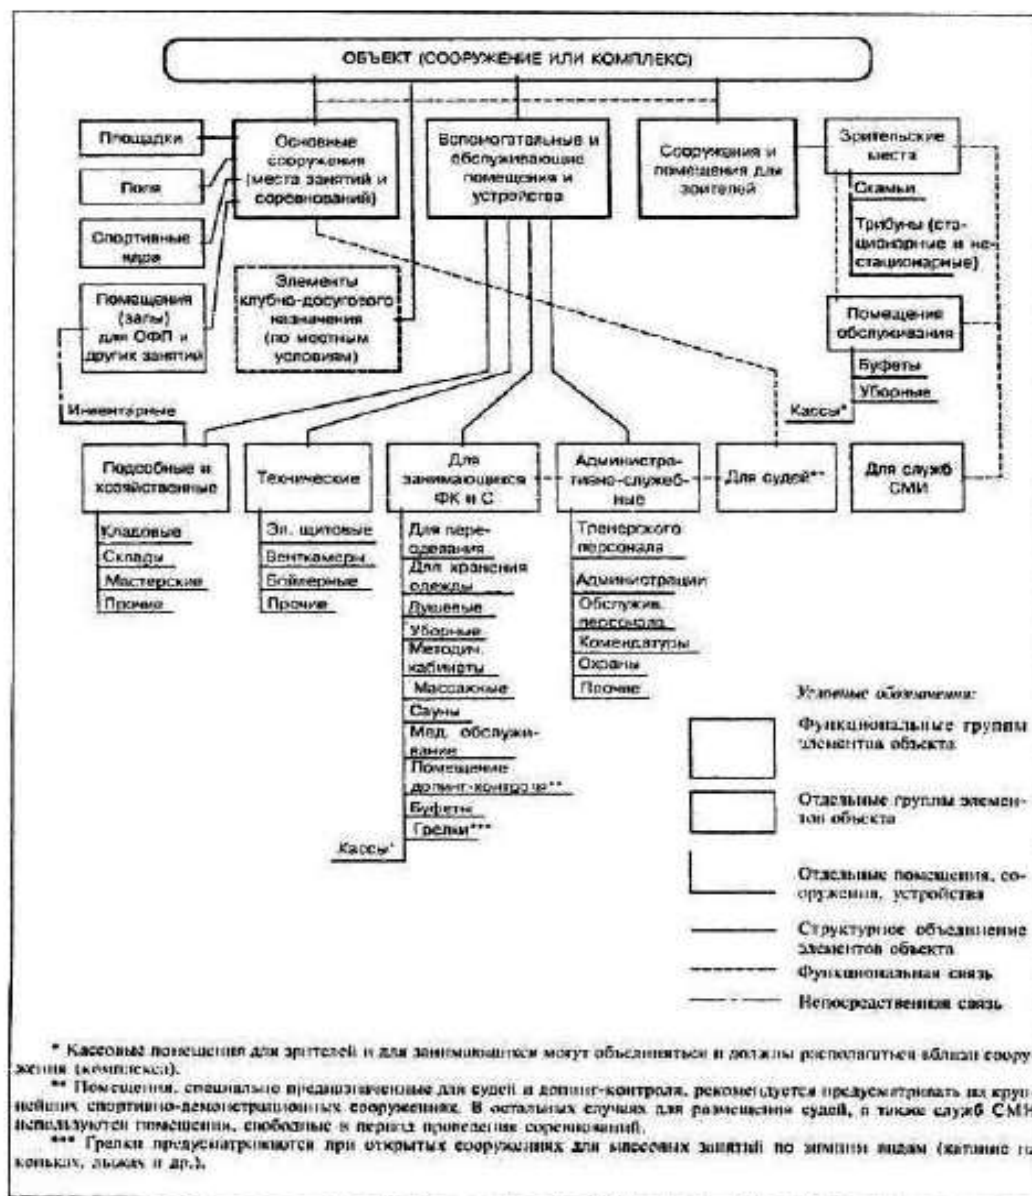 ОБЪЕКТ (СООРУЖЕНИЕ ИЛИ КОМПЛЕКС)
Площадки
Поля
Спортивные
ядра
Помещения
(залы)
для ОФП и
других занятий
Основные
сооружения
(места занятий и
соревнований)
Вспомогательные и
обслуживающие
помещения и
устройства
Сооружения и
помещения для
зрителей
Зрительские
места
Скамьи
Трибуны (ста-
ционарные и не-
стационарные)
Элементы
клубно-досугового
назначения
(по местным
условиям)
Помещения
обслуживания
Буфеты
Уборные
Кассы*
Инвентарные
Подсобные и
хозяйственные
Кладовые
Склады
Мастерские
Прочие
Технические
Эл. щитовые
Венткамеры
Бойлерные
Прочие
Для
занимающихся
ФК и С
Для пере-
одевания
Для хранения
одежды
Душевые
Уборные
Методич.
кабинеты
Массажные
Сауны
Мед. обслужи-
вание
Помещение
допинг-контроля**
Буфеты
Грелки***
Кассы*
Административ-
Администра-
тивно-служеб-
ные
Тренерского
персонала
Администрации
Обслужив.
персонала
Комендатуры
Охраны
Прочие
Для судей**
Для служб
СМИ
Условные обозначения:
Функциональные группы
элементов объекта
Отдельные группы элемен-
тов объекта
Отдельные помещения, со-
оружения, устройства
Структурное объединение
элементов объекта
Функциональная связь
Непосредственная связь
* Кассовые помещения для зрителей и для занимающихся могут объединяться и должны располагаться вблизи соору-
жения (комплекса).
** Помещения, специально предназначенные для судей и допинг-контроля, рекомендуется предусматривать на круп-
нейших спортивно-демонстрационных сооружениях. В остальных случаях для размещения судей, а также служб СМИ
используются помещения, свободные в период проведения соревнований.
*** Грелки предусматриваются при открытых сооружениях для массовых занятий по зимним видам (катание на
коньках, лыжах и др.).